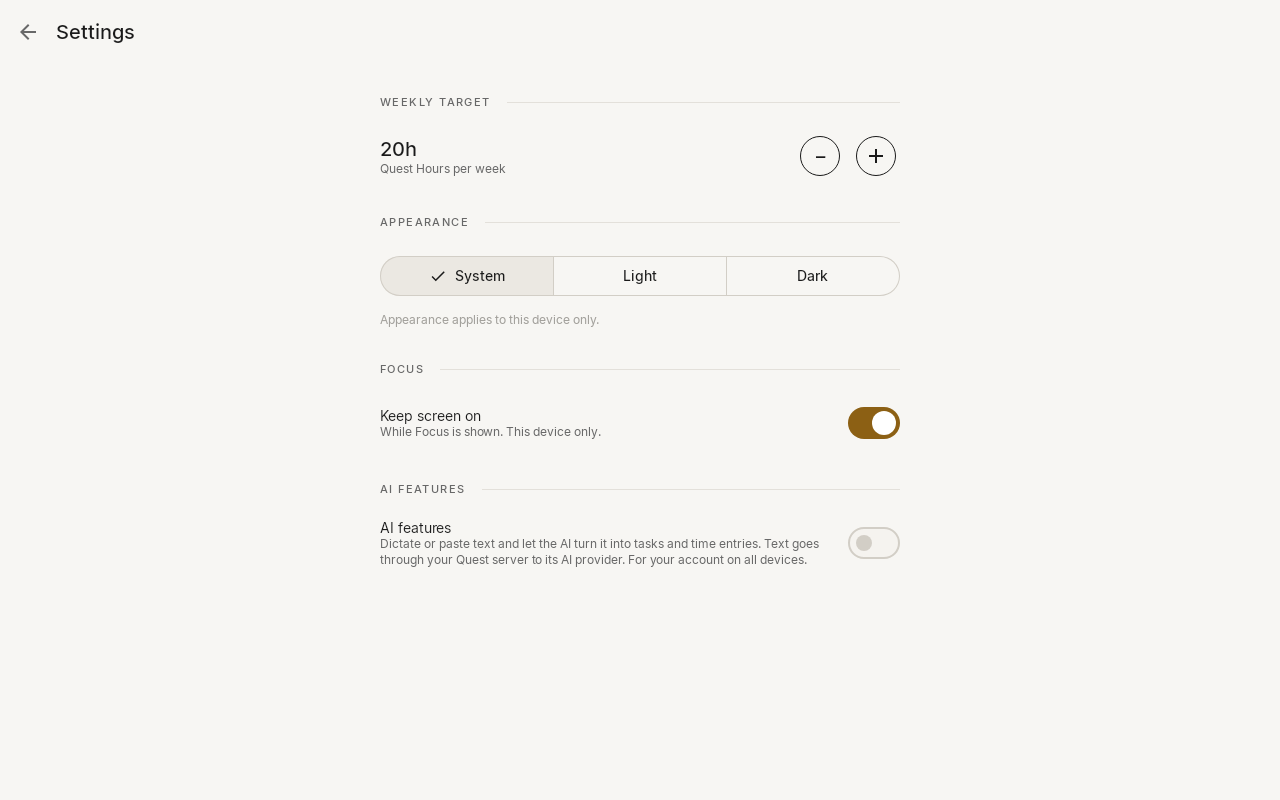 Settings
WEEKLY TARGET
20h
Quest Hours per week
APPEARANCE
System
Light
Dark
Appearance applies to this device only.
FOCUS
Keep screen on
While Focus is shown. This device only.
AI FEATURES
AI features
Dictate or paste text and let the AI turn it into tasks and time entries. Text goes
through your Quest server to its AI provider. For your account on all devices.